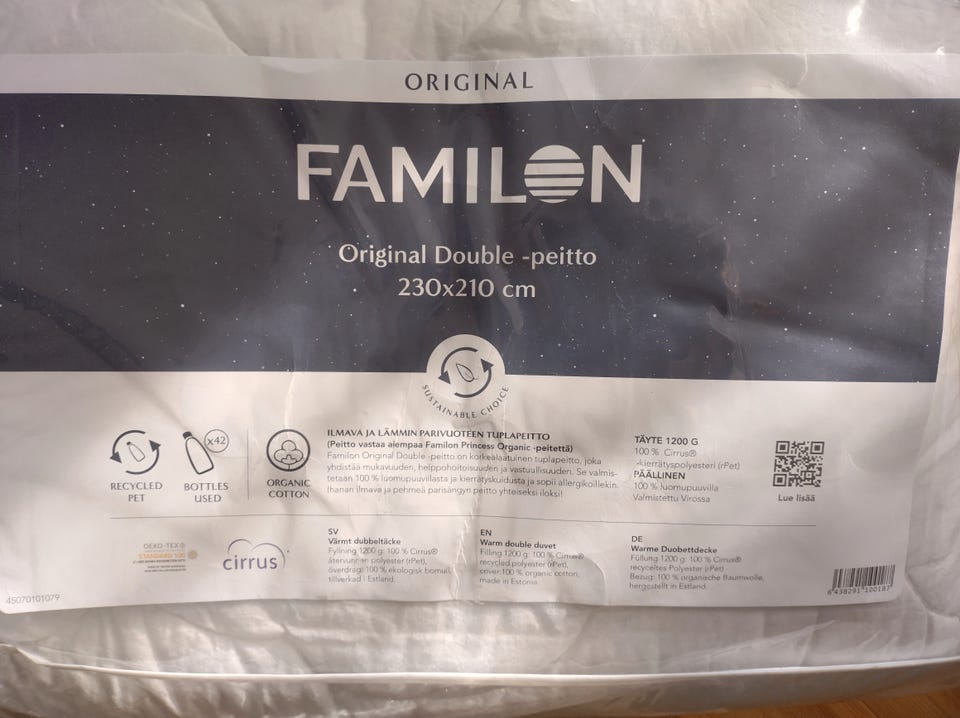 ORIGINAL
FAMILON
Original Double -peitto
230x210 cm
SUSTAINABLE CHOICE
RECYCLED
PET
x42
BOTTLES
USED
ORGANIC
COTTON
ILMAVA JA LÄMMIN PARIVUOTEEN TUPLAPEITTO
(Peitto vastaa aiempaa Familon Princess Organic -peitettä)
Familon Original Double -peitto on korkealaatuinen tuplapeitto, joka
yhdistää mukavuuden, helppohoitoisuuden ja vastuullisuuden. Se valmis-
tetaan 100 % luomupuuvillasta ja kierrätyskuidusta ja sopii allergikoillekin.
Ihanan ilmava ja pehmeä parisängyn peitto yhteiseksi iloksi!
TÄYTE 1200 G
100 % Cirrus®
-kierrätyspolyesteri (rPet)
PÄÄLLINEN
100 % luomupuuvilla
Valmistettu Virossa
Lue lisää
OEKO-TEX®
STANDARD 100
cirrus
SV
Värmt dubbeltäcke
Fyllning 1200 g: 100 % Cirrus®
återvunnen polyester (rPet),
överdrag: 100 % ekologisk bomull,
tillverkad i Estland.
EN
Warm double duvet
Filling 1200 g: 100 % Cirrus®
recycled polyester (rPet),
cover: 100 % organic cotton,
made in Estonia.
DE
Warme Duobettdecke
Füllung 1200 g: 100 % Cirrus®
recyceltes Polyester (rPet)
Bezug: 100 % organische Baumwolle,
hergestellt in Estland.
45070101079
6 438291 100187